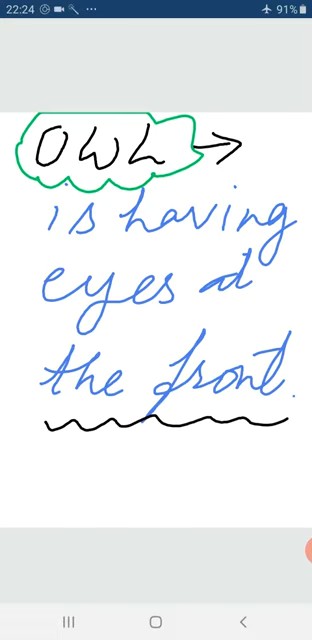 22:24 91%
OWL →
is having
eyes at
the front.